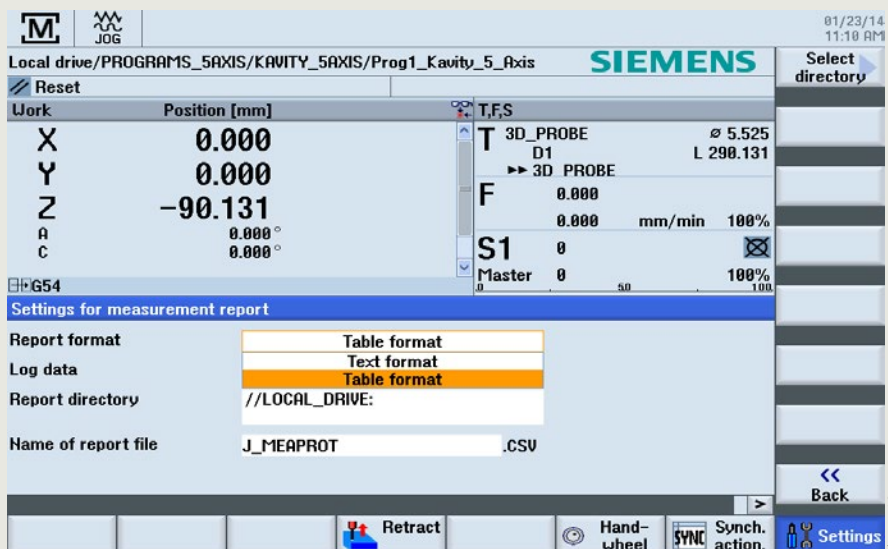 M
JOG
01/23/14
11:10 AM
Local drive/PROGRAMS_5AXIS/KAVITY_5AXIS/Prog1_Kavity_5_Axis
SIEMENS
Select directory
Reset
Work Position [mm]
T,F,S
X 0.000
Y 0.000
Z -90.131
A 0.000°
C 0.000°
T 3D_PROBE ø 5.525
D1 L 290.131
▸▸ 3D PROBE
F 0.000
0.000 mm/min 100%
S1 0
Master 0 100%
0 50 100
G54
Settings for measurement report
Report format Table format
Text format
Log data
Table format
Report directory //LOCAL_DRIVE:
Name of report file J_MEAPROT .CSV
<< Back
>
Retract
Hand-wheel
SYNC Synch. action.
Settings